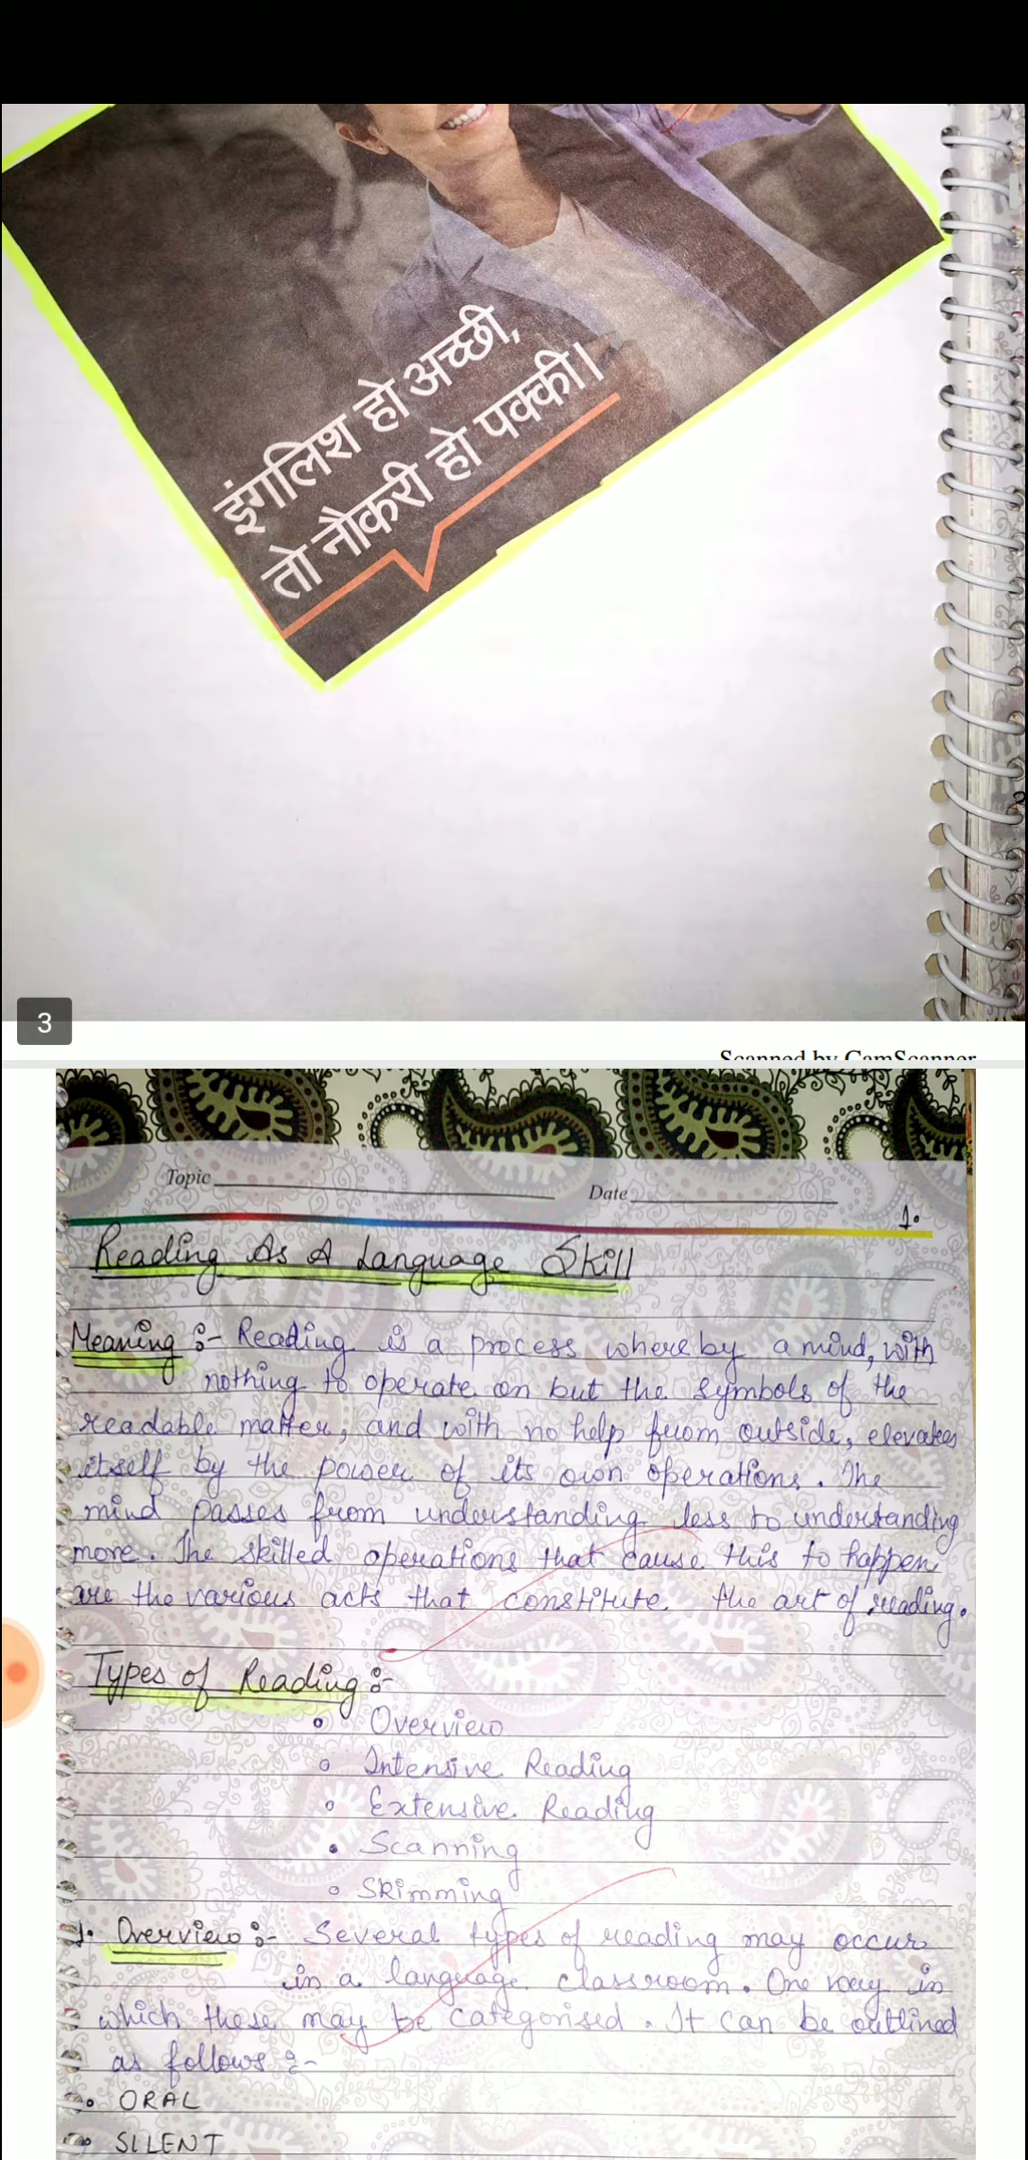 इंगलिश हो अच्छी,
तो नौकरी हो पक्की।
3
Scanned by CamScanner
Topic
Date
1.
Reading As A Language Skill
Meaning :- Reading is a process whereby a mind, with
nothing to operate on but the symbols of the
readable matter, and with no help from outside, elevates
itself by the power of its own operations. The
mind passes from understanding less to understanding
more. The skilled operations that cause this to happen
are the various acts that constitute the art of reading.
Types of Reading :-
Overview
Intensive Reading
Extensive Reading
Scanning
Skimming
1. Overview :- Several types of reading may occur
in a language classroom. One way in
which these may be categorised. It can be outlined
as follows :-
ORAL
SILENT